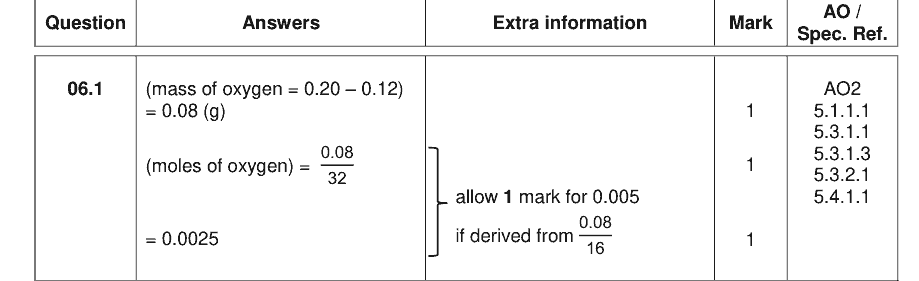 Question Answers Extra information Mark AO /
Spec. Ref.
06.1 (mass of oxygen = 0.20 – 0.12) AO2
= 0.08 (g) 1 5.1.1.1
5.3.1.1
(moles of oxygen) = 0.08/32 1 5.3.1.3
5.3.2.1
allow 1 mark for 0.005 5.4.1.1
= 0.0025 if derived from 0.08/16 1